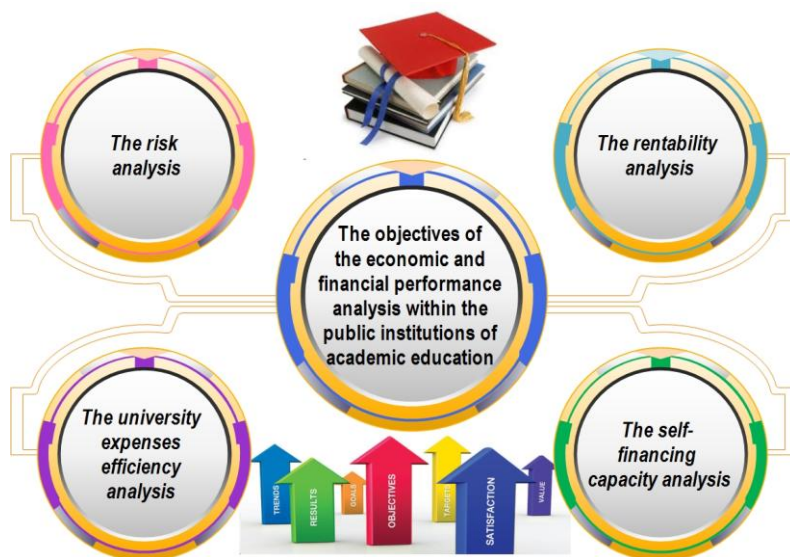 The risk
analysis
The rentability
analysis
The objectives of
the economic and
financial performance
analysis within the
public institutions of
academic education
The university
expenses
efficiency
analysis
The self-
financing
capacity analysis
TRENDS
RESULTS
GOALS
OBJECTIVES
TARGET
SATISFACTION
VALUE